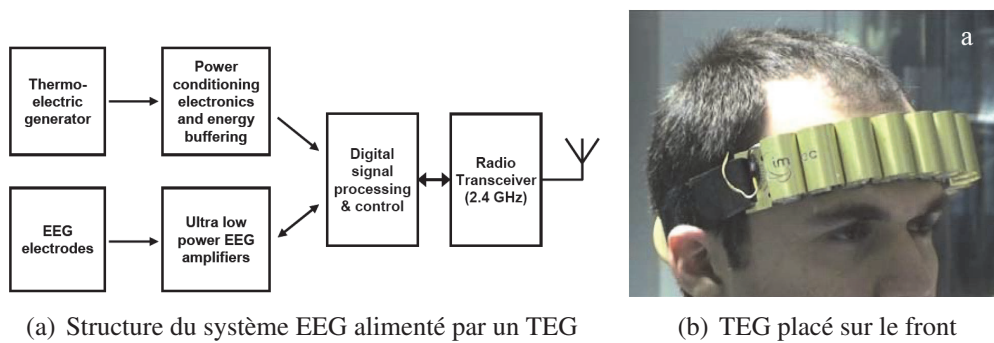 Thermo-
electric
generator
Power
conditioning
electronics
and energy
buffering
Digital
signal
processing
& control
Radio
Transceiver
(2.4 GHz)
EEG
electrodes
Ultra low
power EEG
amplifiers
a
im ec
(a) Structure du système EEG alimenté par un TEG
(b) TEG placé sur le front